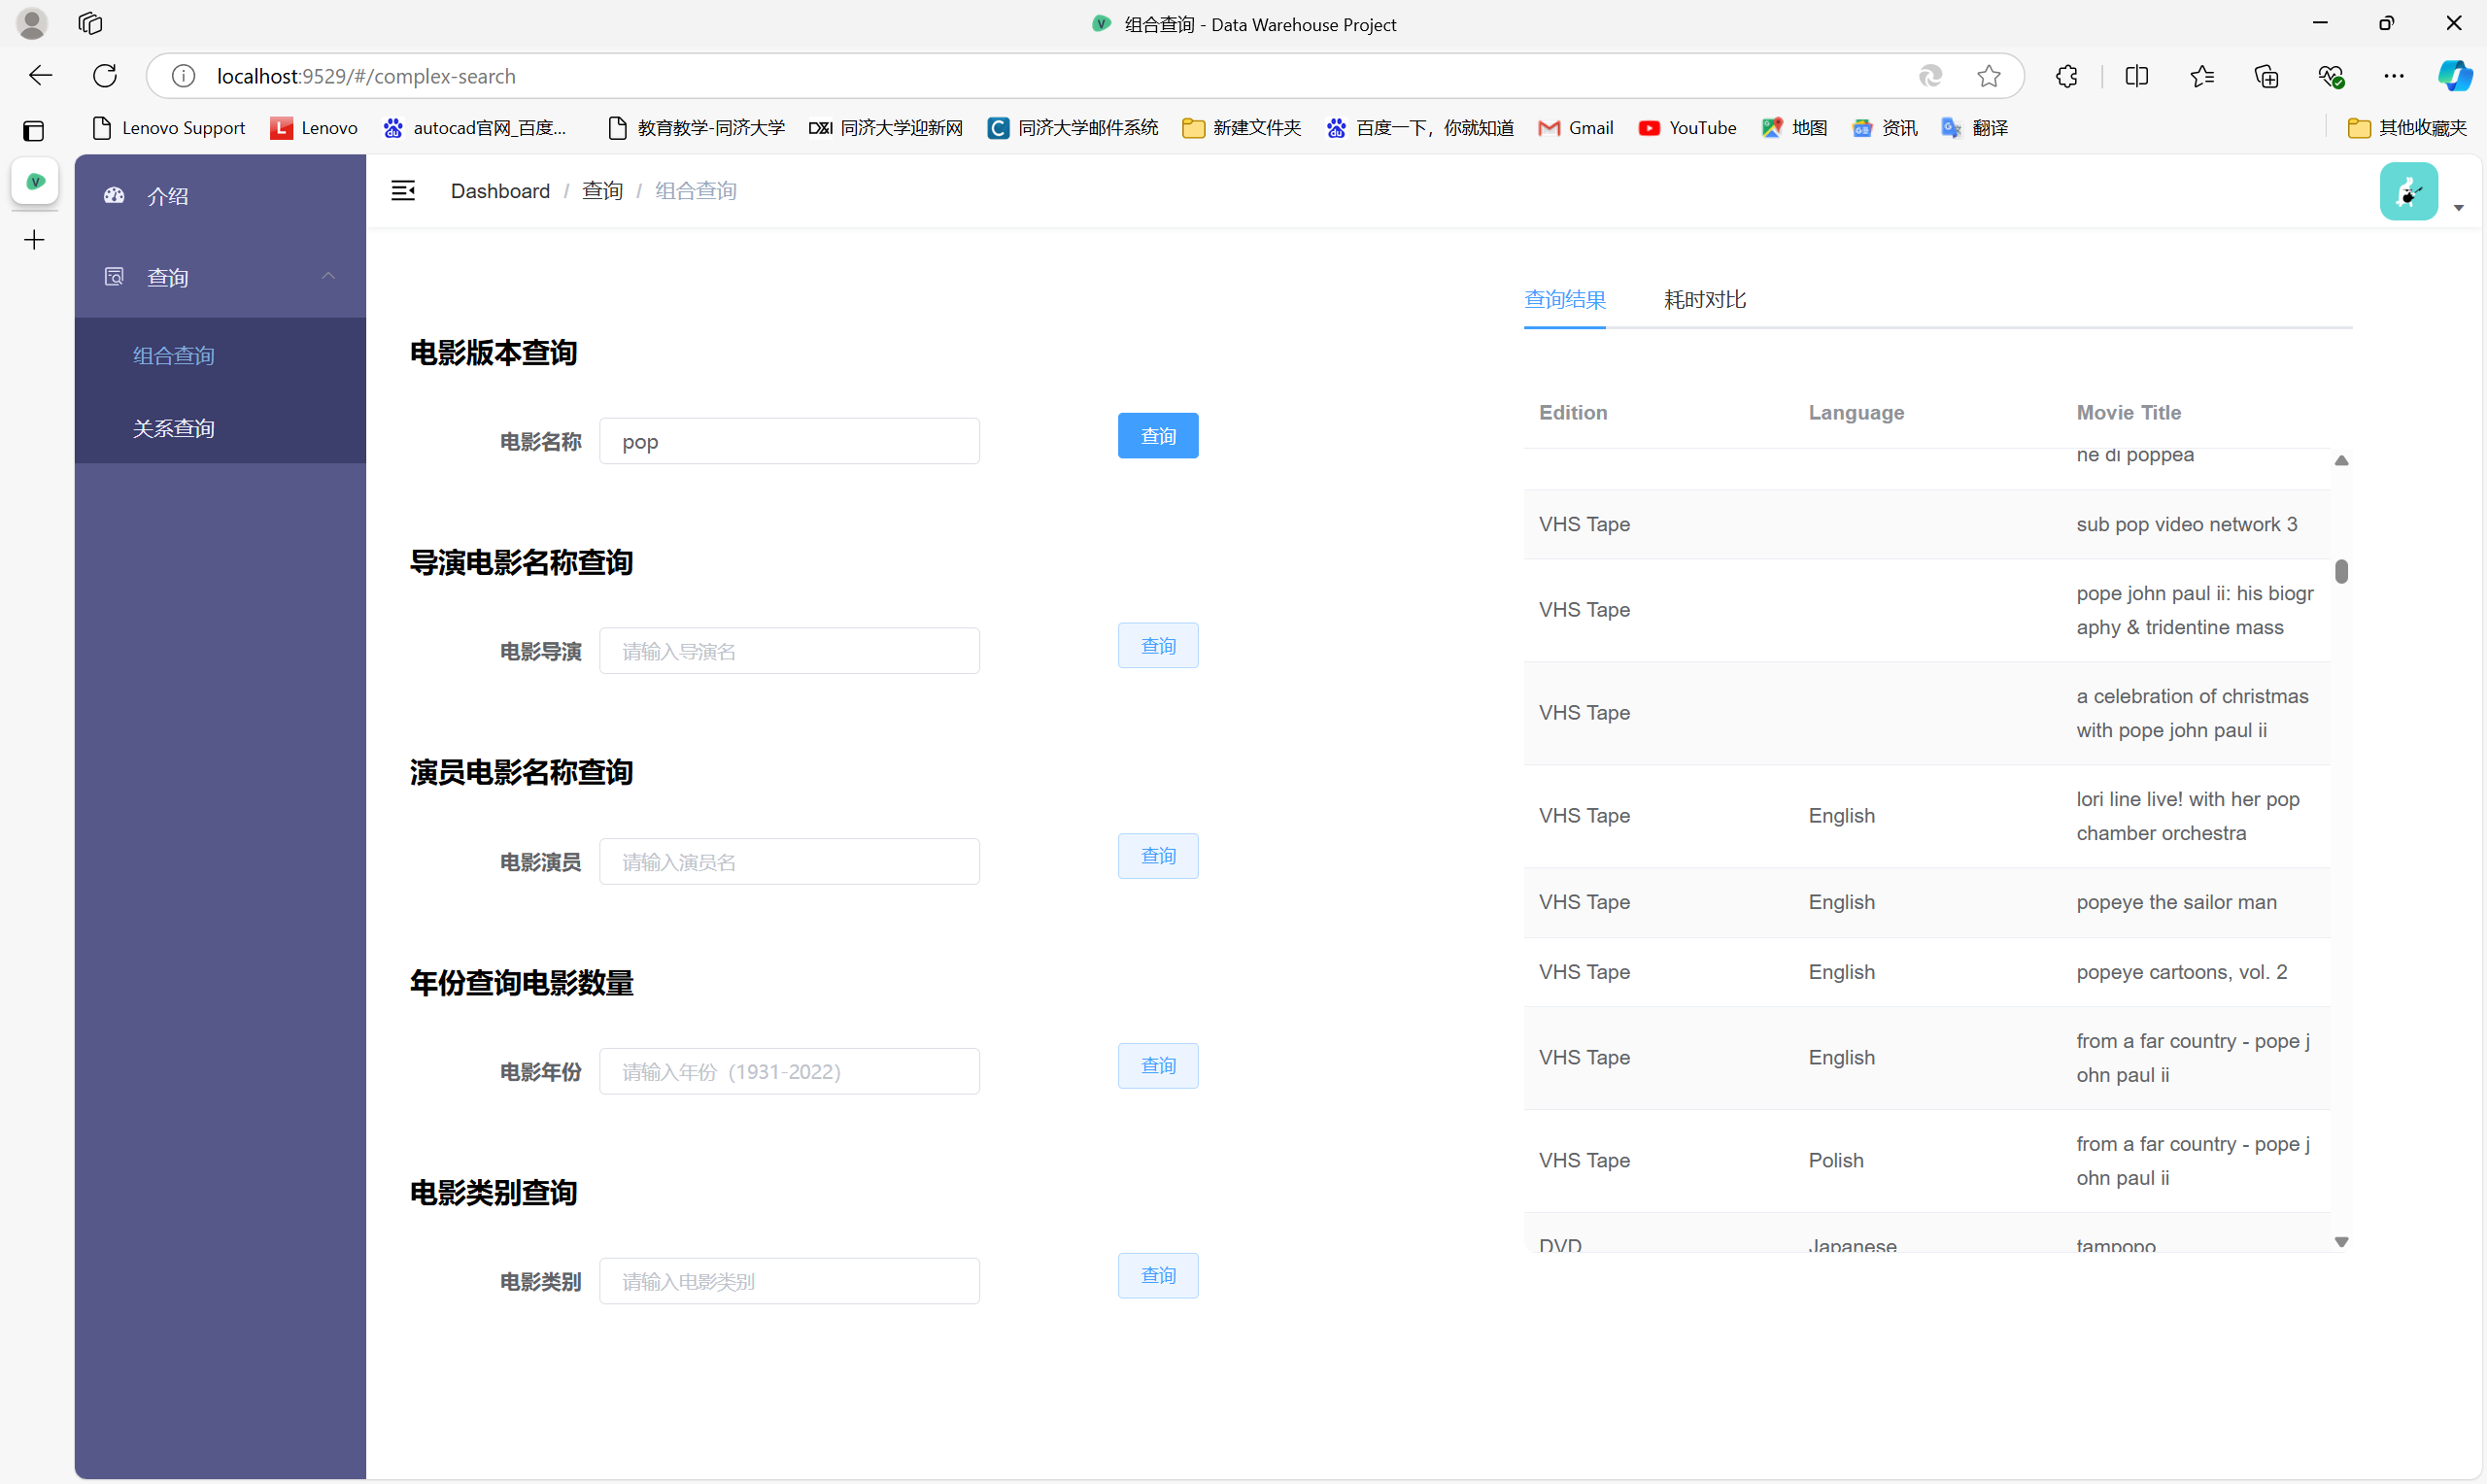 组合查询 - Data Warehouse Project
localhost:9529/#/complex-search
Lenovo Support
Lenovo
autocad官网_百度...
教育教学-同济大学
同济大学迎新网
同济大学邮件系统
新建文件夹
百度一下，你就知道
Gmail
YouTube
地图
资讯
翻译
其他收藏夹
介绍
查询
组合查询
关系查询
Dashboard / 查询 / 组合查询
电影版本查询
电影名称 pop 查询
导演电影名称查询
电影导演 请输入导演名 查询
演员电影名称查询
电影演员 请输入演员名 查询
年份查询电影数量
电影年份 请输入年份（1931-2022） 查询
电影类别查询
电影类别 请输入电影类别 查询
查询结果 耗时对比
Edition Language Movie Title
ne di poppea
VHS Tape sub pop video network 3
VHS Tape pope john paul ii: his biogr
aphy & tridentine mass
VHS Tape a celebration of christmas
with pope john paul ii
VHS Tape English lori line live! with her pop
chamber orchestra
VHS Tape English popeye the sailor man
VHS Tape English popeye cartoons, vol. 2
VHS Tape English from a far country - pope j
ohn paul ii
VHS Tape Polish from a far country - pope j
ohn paul ii
DVD Japanese tampopo